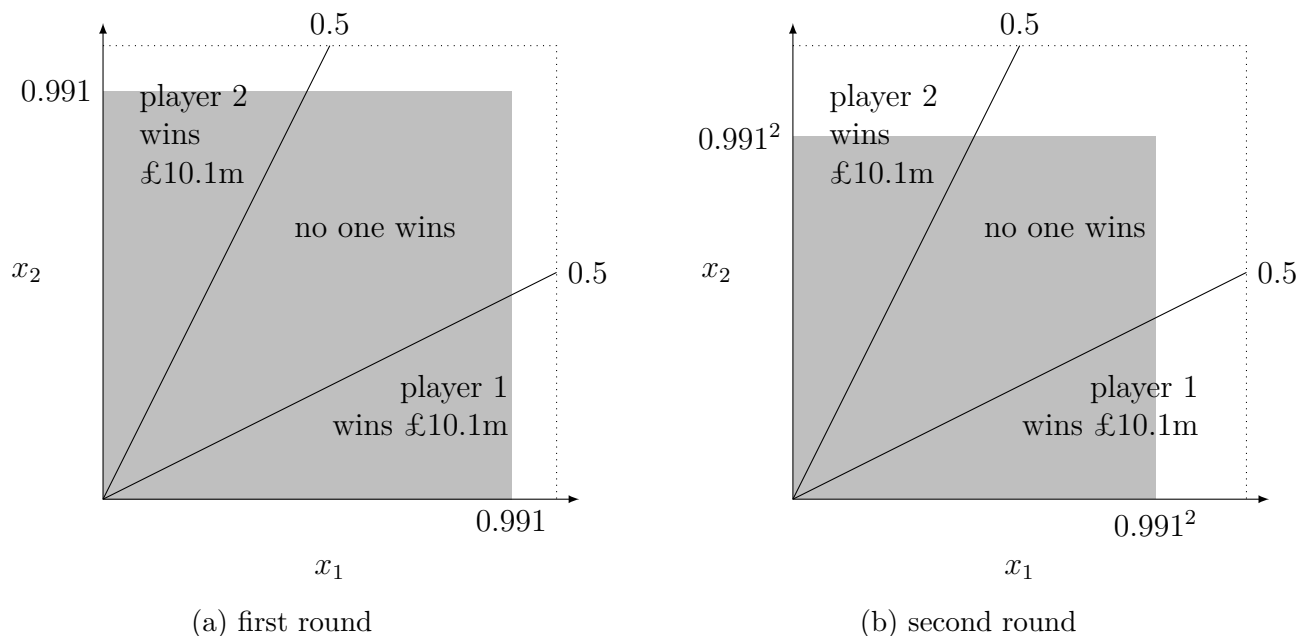 0.5
0.991
player 2
wins
£10.1m
no one wins
x₂
0.5
player 1
wins £10.1m
0.991
x₁
(a) first round
0.5
0.991²
player 2
wins
£10.1m
no one wins
x₂
0.5
player 1
wins £10.1m
0.991²
x₁
(b) second round